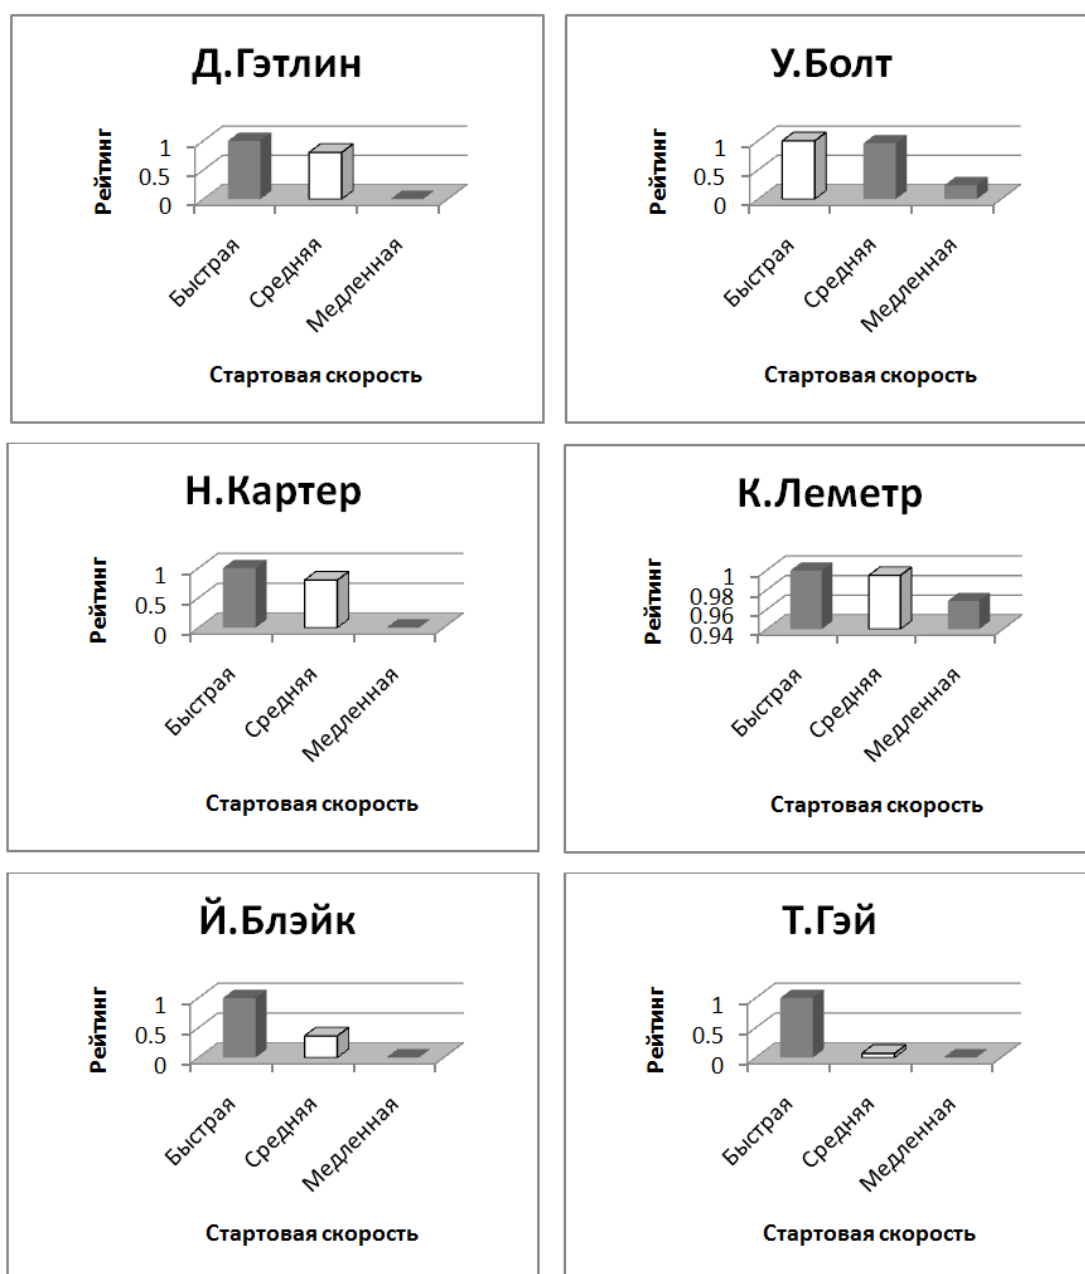 Д.Гэтлин
Рейтинг
1
0.5
0
Быстрая
Средняя
Медленная
Стартовая скорость
У.Болт
Рейтинг
1
0.5
0
Быстрая
Средняя
Медленная
Стартовая скорость
Н.Картер
Рейтинг
1
0.5
0
Быстрая
Средняя
Медленная
Стартовая скорость
К.Леметр
Рейтинг
1
0.98
0.96
0.94
Быстрая
Средняя
Медленная
Стартовая скорость
Й.Блэйк
Рейтинг
1
0.5
0
Быстрая
Средняя
Медленная
Стартовая скорость
Т.Гэй
Рейтинг
1
0.5
0
Быстрая
Средняя
Медленная
Стартовая скорость